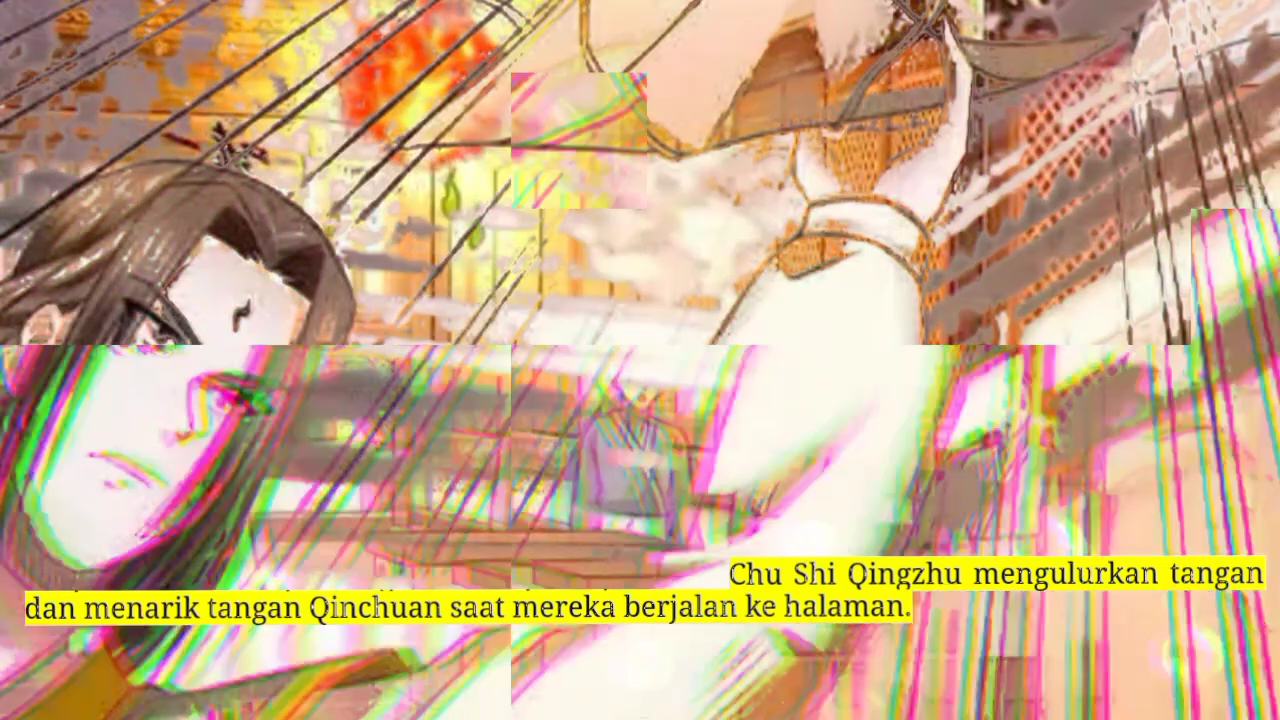 Chu Shi Qingzhu mengulurkan tangan
dan menarik tangan Qinchuan saat mereka berjalan ke halaman.